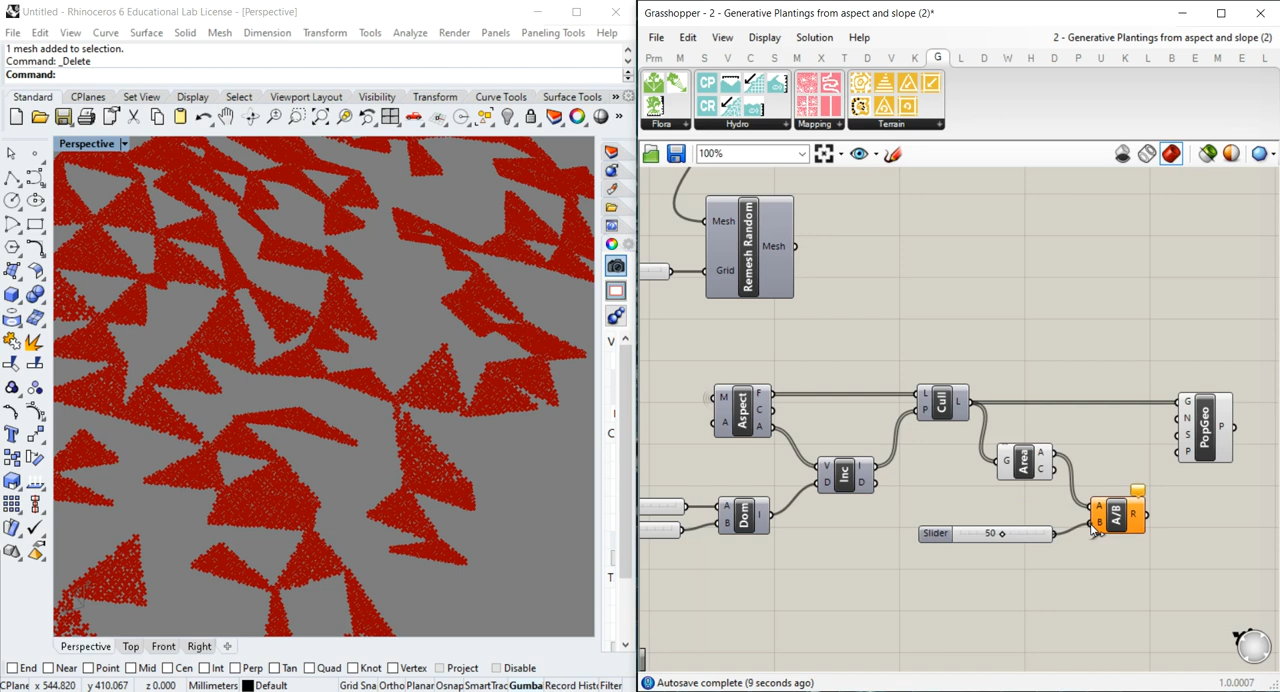 Untitled - Rhinoceros 6 Educational Lab License - [Perspective]
File Edit View Curve Surface Solid Mesh Dimension Transform Tools Analyze Render Panels Paneling Tools Help
1 mesh added to selection.
Command: _Delete
Command:
Standard CPlanes Set View Display Select Viewport Layout Visibility Transform Curve Tools Surface Tools »
»
Perspective
V
C
T
Perspective Top Front Right
End Near Point Mid Cen Int Perp Tan Quad Knot Vertex Project Disable
CPlane x 544.820 y 410.067 z 0.000 Millimeters Default Grid Sna Ortho Planar Osnap SmartTrac Gumba Record Histo Filter
Grasshopper - 2 - Generative Plantings from aspect and slope (2)*
File Edit View Display Solution Help 2 - Generative Plantings from aspect and slope (2)
Prm M S V C S M X T D V K G L D W H D P U K L B E M E L
CP
CR
Flora + Hydro + Mapping + Terrain +
100%
Mesh
Grid
Remesh Random
Mesh
M
A
Aspect
F
C
A
L
P
Cull
L
V
D
Inc
I
D
A
B
Dom
I
G
Area
A
C
Slider 50
A
B
A/B
R
G
N
S
P
PopGeo
P
Autosave complete (9 seconds ago) 1.0.0007